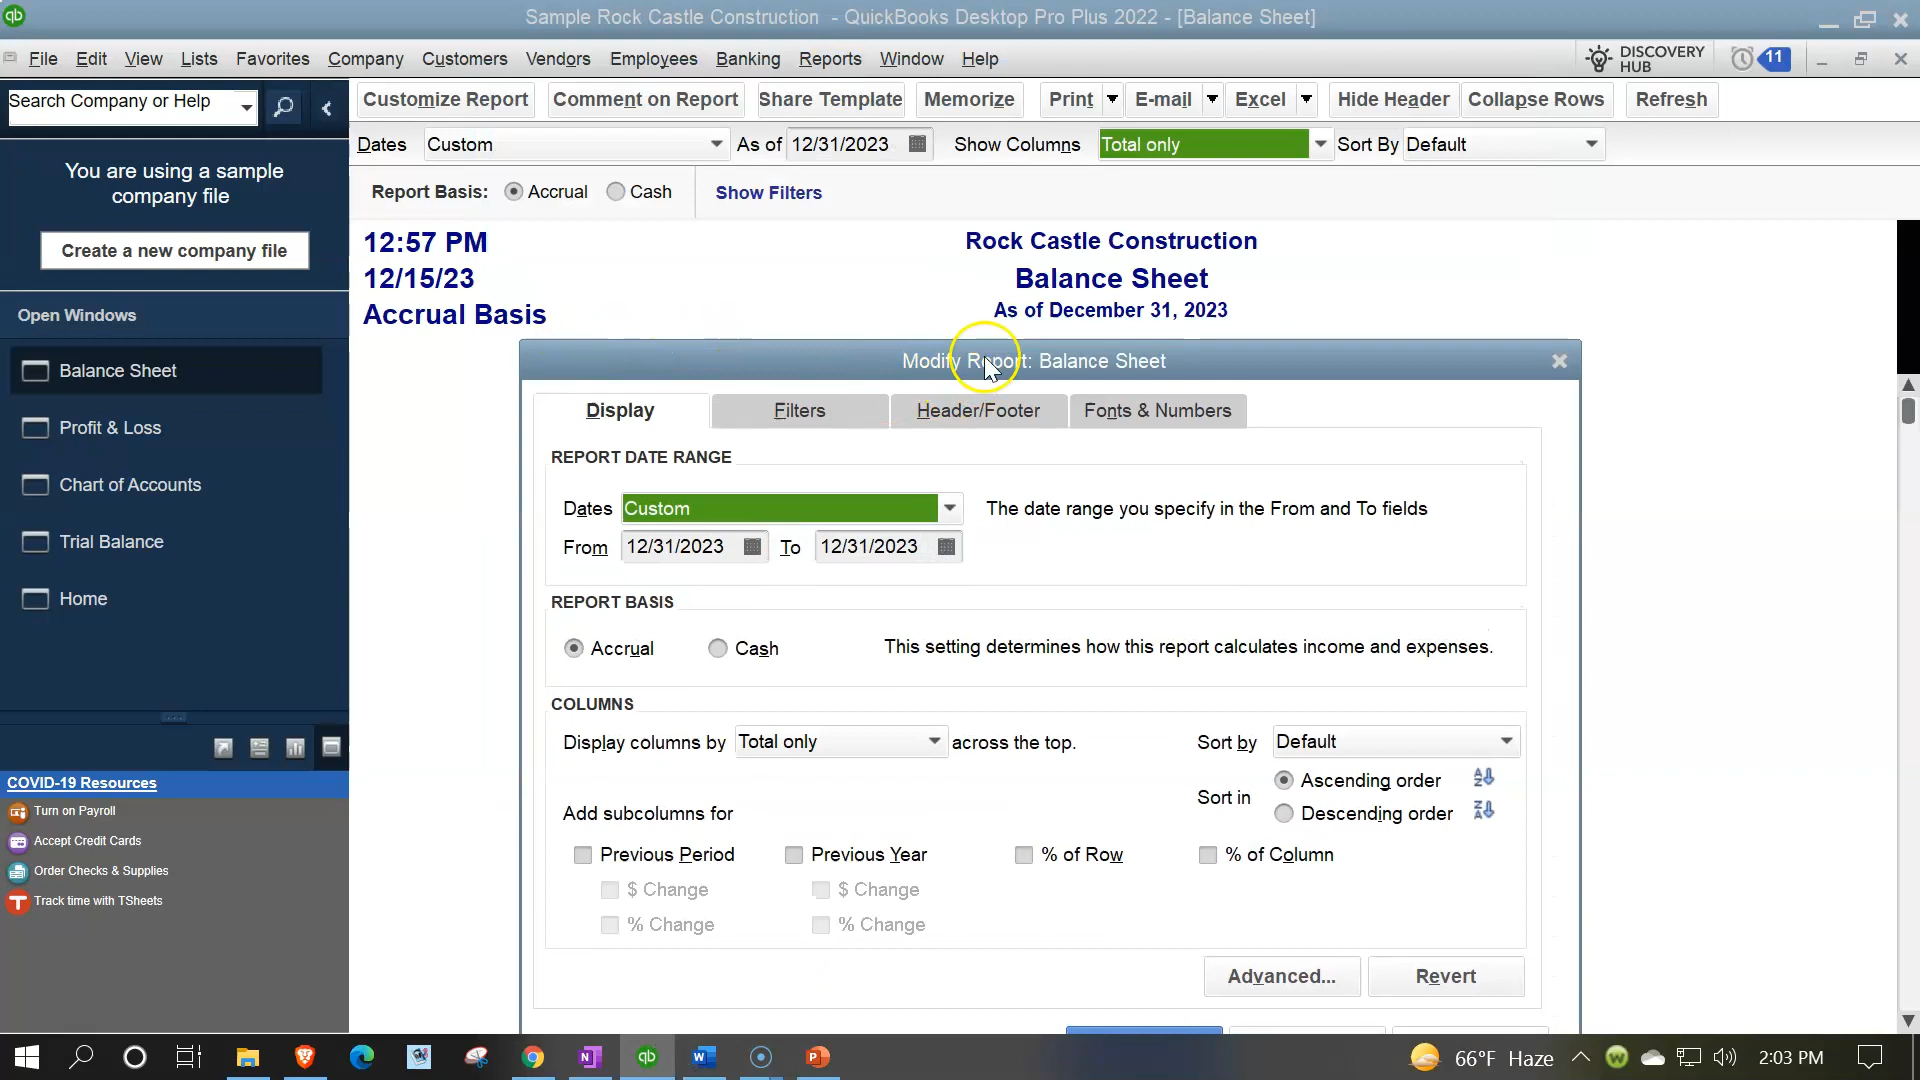 Sample Rock Castle Construction - QuickBooks Desktop Pro Plus 2022 - [Balance Sheet]
File Edit View Lists Favorites Company Customers Vendors Employees Banking Reports Window Help
DISCOVERY HUB 11
Search Company or Help
Customize Report Comment on Report Share Template Memorize Print E-mail Excel Hide Header Collapse Rows Refresh
Dates Custom As of 12/31/2023 Show Columns Total only Sort By Default
You are using a sample
company file
Report Basis: Accrual Cash Show Filters
Create a new company file
12:57 PM
12/15/23
Accrual Basis
Rock Castle Construction
Balance Sheet
As of December 31, 2023
Open Windows
Balance Sheet
Profit & Loss
Chart of Accounts
Trial Balance
Home
Modify Report: Balance Sheet
Display Filters Header/Footer Fonts & Numbers
REPORT DATE RANGE
Dates Custom The date range you specify in the From and To fields
From 12/31/2023 To 12/31/2023
REPORT BASIS
Accrual Cash This setting determines how this report calculates income and expenses.
COLUMNS
Display columns by Total only across the top. Sort by Default
Sort in Ascending order
Descending order
Add subcolumns for
Previous Period Previous Year % of Row % of Column
$ Change $ Change
% Change % Change
Advanced... Revert
COVID-19 Resources
Turn on Payroll
Accept Credit Cards
Order Checks & Supplies
Track time with TSheets
66°F Haze 2:03 PM